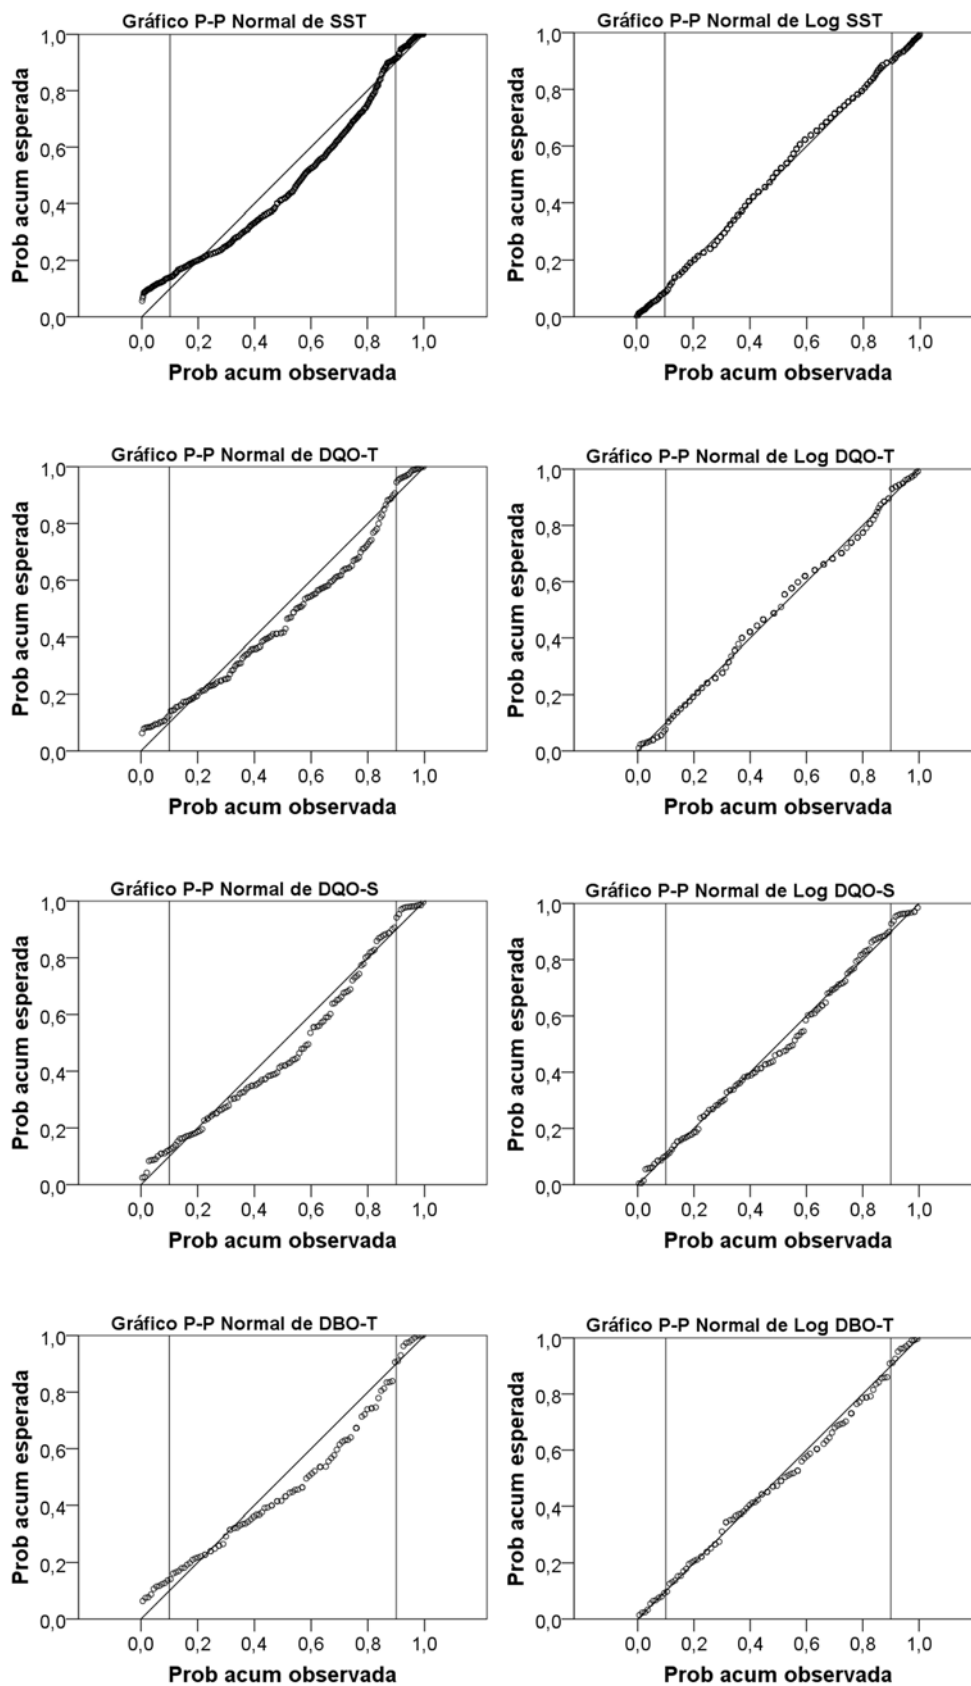 Gráfico P-P Normal de SST
Prob acum esperada
1,0
0,8
0,6
0,4
0,2
0,0
0,0 0,2 0,4 0,6 0,8 1,0
Prob acum observada
Gráfico P-P Normal de Log SST
Prob acum esperada
1,0
0,8
0,6
0,4
0,2
0,0
0,0 0,2 0,4 0,6 0,8 1,0
Prob acum observada
Gráfico P-P Normal de DQO-T
Prob acum esperada
1,0
0,8
0,6
0,4
0,2
0,0
0,0 0,2 0,4 0,6 0,8 1,0
Prob acum observada
Gráfico P-P Normal de Log DQO-T
Prob acum esperada
1,0
0,8
0,6
0,4
0,2
0,0
0,0 0,2 0,4 0,6 0,8 1,0
Prob acum observada
Gráfico P-P Normal de DQO-S
Prob acum esperada
1,0
0,8
0,6
0,4
0,2
0,0
0,0 0,2 0,4 0,6 0,8 1,0
Prob acum observada
Gráfico P-P Normal de Log DQO-S
Prob acum esperada
1,0
0,8
0,6
0,4
0,2
0,0
0,0 0,2 0,4 0,6 0,8 1,0
Prob acum observada
Gráfico P-P Normal de DBO-T
Prob acum esperada
1,0
0,8
0,6
0,4
0,2
0,0
0,0 0,2 0,4 0,6 0,8 1,0
Prob acum observada
Gráfico P-P Normal de Log DBO-T
Prob acum esperada
1,0
0,8
0,6
0,4
0,2
0,0
0,0 0,2 0,4 0,6 0,8 1,0
Prob acum observada